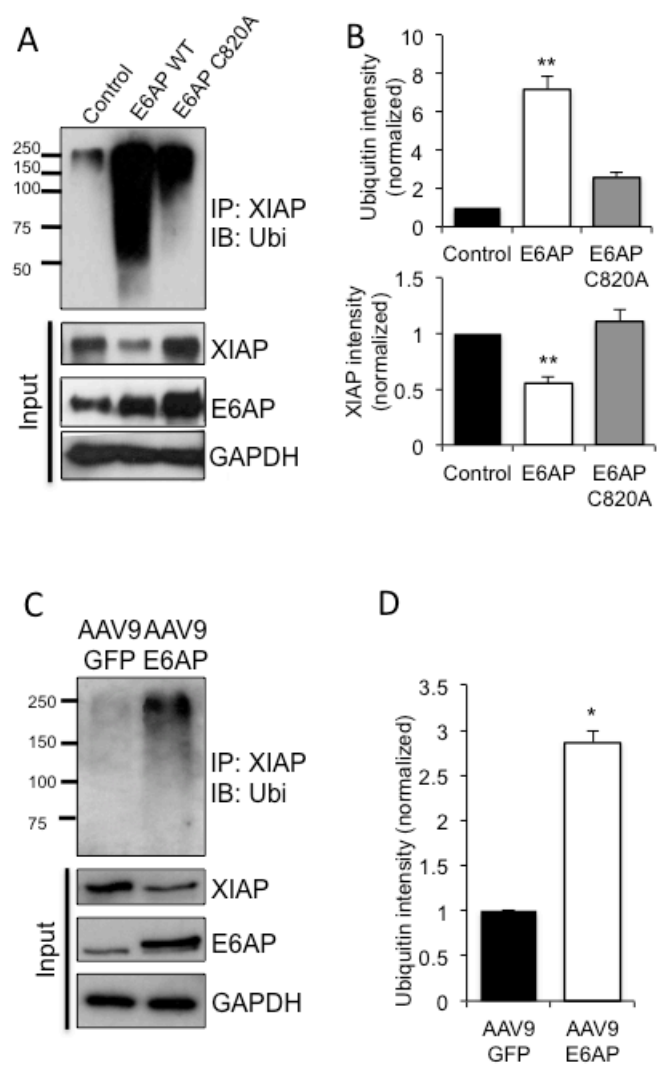 A
Control
E6AP WT
E6AP C820A
250
150
100
75
50
IP: XIAP
IB: Ubi
Input
XIAP
E6AP
GAPDH
B
Ubiquitin intensity
(normalized)
10
8
6
4
2
0
**
Control E6AP E6AP
C820A
XIAP intensity
(normalized)
1.5
1
0.5
0
**
Control E6AP E6AP
C820A
C
AAV9 AAV9
GFP E6AP
250
150
100
75
IP: XIAP
IB: Ubi
Input
XIAP
E6AP
GAPDH
D
Ubiquitin intensity (normalized)
3.5
3
2.5
2
1.5
1
0.5
0
*
AAV9 AAV9
GFP E6AP